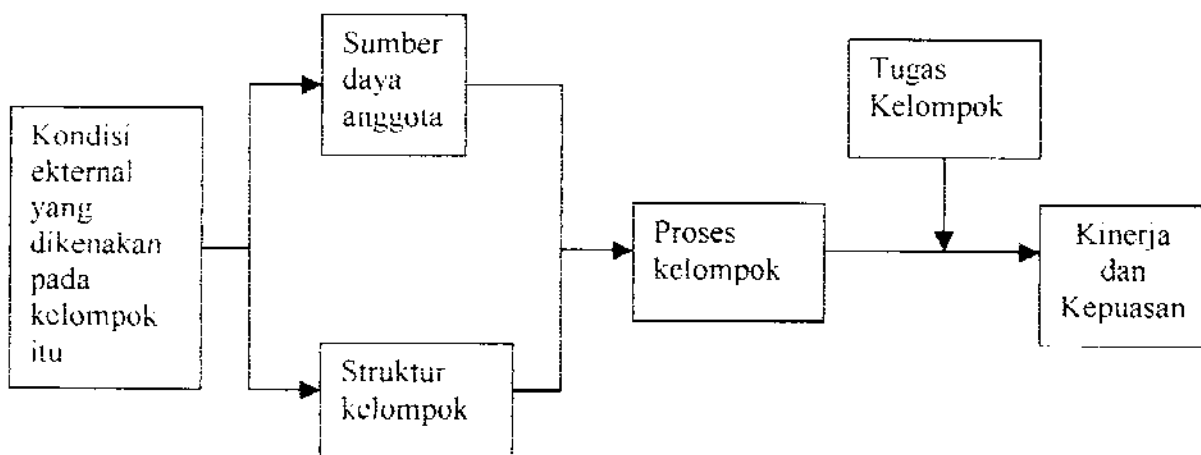 Kondisi
ekternal
yang
dikenakan
pada
kelompok
itu
Sumber
daya
anggota
Struktur
kelompok
Proses
kelompok
Tugas
Kelompok
Kinerja
dan
Kepuasan